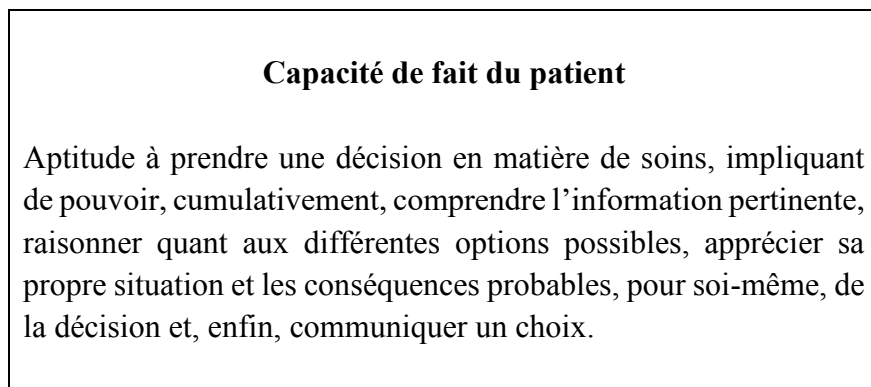 Capacité de fait du patient
Aptitude à prendre une décision en matière de soins, impliquant
de pouvoir, cumulativement, comprendre l’information pertinente,
raisonner quant aux différentes options possibles, apprécier sa
propre situation et les conséquences probables, pour soi-même, de
la décision et, enfin, communiquer un choix.